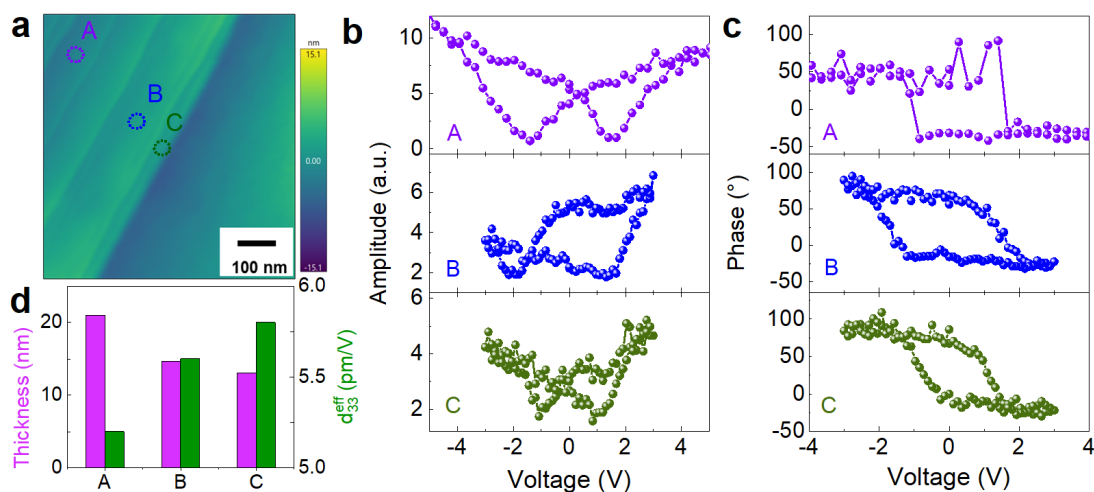 a
A
B
C
100 nm
nm
15.1
0.00
-15.1
b
10
5
0
A
6
4
2
B
6
4
2
C
Amplitude (a.u.)
-4 -2 0 2 4
Voltage (V)
c
100
50
0
-50
A
100
50
0
-50
B
100
50
0
-50
C
Phase (°)
-4 -2 0 2 4
Voltage (V)
d
20
10
0
Thickness (nm)
A B C
6.0
5.5
5.0
d33eff (pm/V)